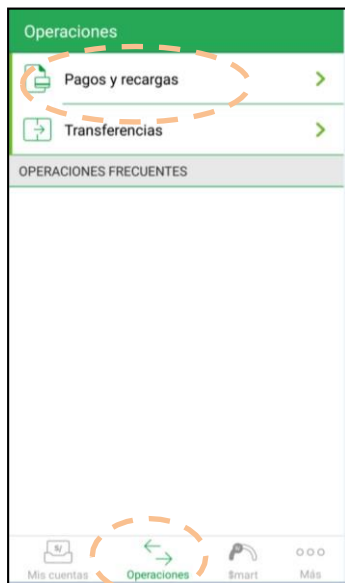 Operaciones
Pagos y recargas
Transferencias
OPERACIONES FRECUENTES
S/
Mis cuentas
Operaciones
$mart
Más